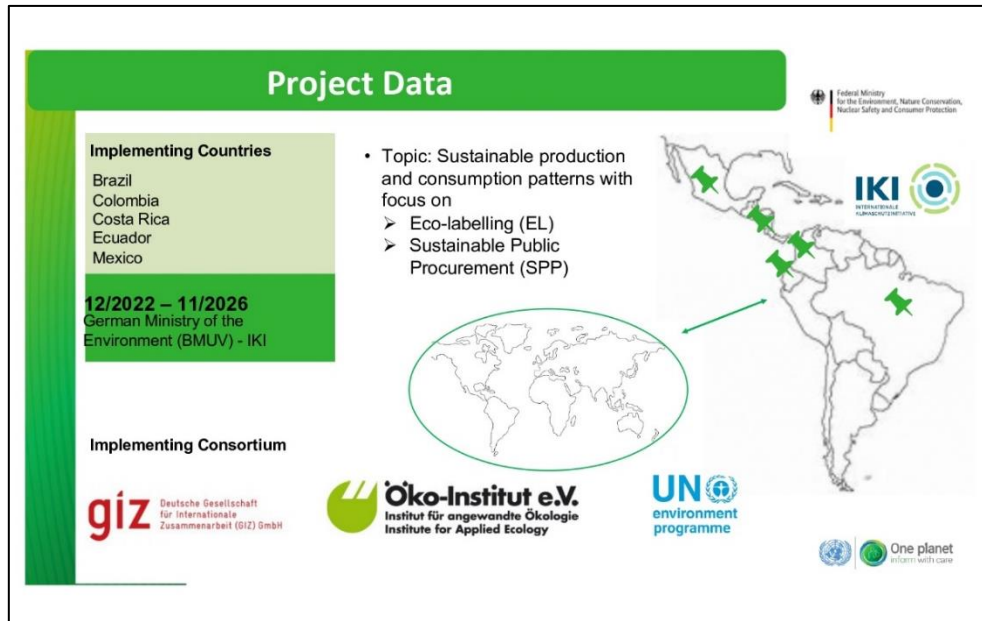 Project Data
Federal Ministry
for the Environment, Nature Conservation,
Nuclear Safety and Consumer Protection
Implementing Countries
Brazil
Colombia
Costa Rica
Ecuador
Mexico
12/2022 – 11/2026
German Ministry of the
Environment (BMUV) - IKI
• Topic: Sustainable production
and consumption patterns with
focus on
➢ Eco-labelling (EL)
➢ Sustainable Public
Procurement (SPP)
IKI
INTERNATIONALE
KLIMASCHUTZINITIATIVE
Implementing Consortium
giz
Deutsche Gesellschaft
für Internationale
Zusammenarbeit (GIZ) GmbH
Öko-Institut e.V.
Institut für angewandte Ökologie
Institute for Applied Ecology
UN
environment
programme
One planet
inform with care